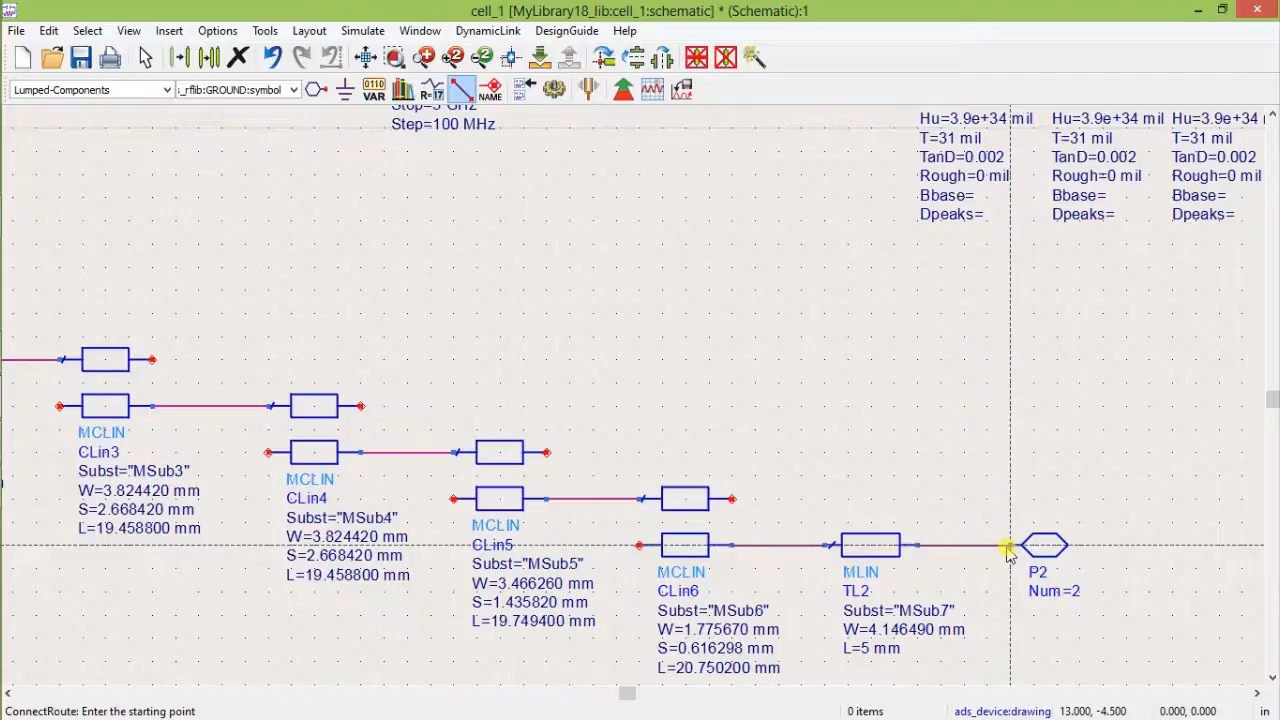 cell_1 [MyLibrary18_lib:cell_1:schematic] * (Schematic):1
File Edit Select View Insert Options Tools Layout Simulate Window DynamicLink DesignGuide Help
Lumped-Components :_rflib:GROUND:symbol 0110 VAR R=17 NAME
Stop=5 GHz
Step=100 MHz
Hu=3.9e+34 mil Hu=3.9e+34 mil Hu=3.9e+34
T=31 mil T=31 mil T=31 mil
TanD=0.002 TanD=0.002 TanD=0.002
Rough=0 mil Rough=0 mil Rough=0 mil
Bbase= Bbase= Bbase=
Dpeaks= Dpeaks= Dpeaks=
MCLIN
CLin3
Subst="MSub3"
W=3.824420 mm
S=2.668420 mm
L=19.458800 mm
MCLIN
CLin4
Subst="MSub4"
W=3.824420 mm
S=2.668420 mm
L=19.458800 mm
MCLIN
CLin5
Subst="MSub5"
W=3.466260 mm
S=1.435820 mm
L=19.749400 mm
MCLIN
CLin6
Subst="MSub6"
W=1.775670 mm
S=0.616298 mm
L=20.750200 mm
MLIN
TL2
Subst="MSub7"
W=4.146490 mm
L=5 mm
P2
Num=2
ConnectRoute: Enter the starting point 0 items ads_device:drawing 13.000, -4.500 0.000, 0.000 in